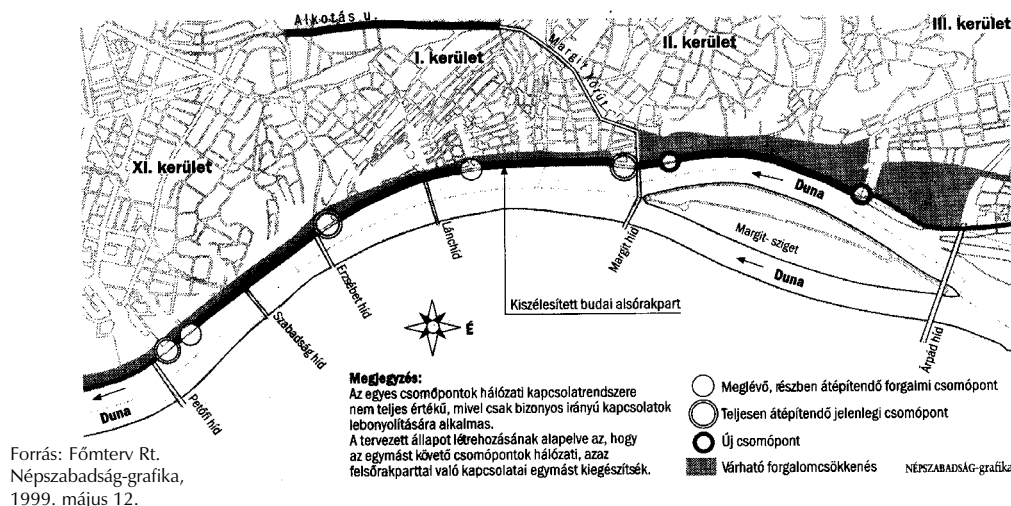 Alkotás u.
I. kerület
Margit körút
II. kerület
III. kerület
XI. kerület
Duna
Margit- sziget
Duna
Lánchíd
Margit híd
Erzsébet híd
Szabadság híd
Petőfi híd
Árpád híd
Duna
Kiszélesített budai alsórakpart
É
Megjegyzés:
Az egyes csomópontok hálózati kapcsolatrendszere
nem teljes értékű, mivel csak bizonyos irányú kapcsolatok
lebonyolítására alkalmas.
A tervezett állapot létrehozásának alapelve az, hogy
az egymást követő csomópontok hálózati, azaz
felsőrakparttal való kapcsolatai egymást kiegészítsék.
Meglévő, részben átépítendő forgalmi csomópont
Teljesen átépítendő jelenlegi csomópont
Új csomópont
Várható forgalomcsökkenés
NÉPSZABADSÁG-grafika
Forrás: Főmterv Rt.
Népszabadság-grafika,
1999. május 12.